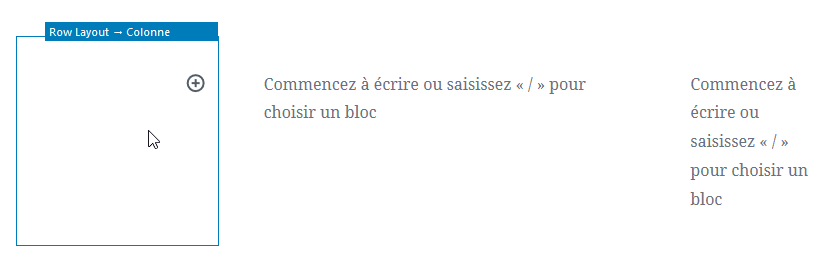 Row Layout → Colonne
Commencez à écrire ou saisissez « / » pour
choisir un bloc
Commencez à
écrire ou
saisissez « / »
pour choisir un
bloc